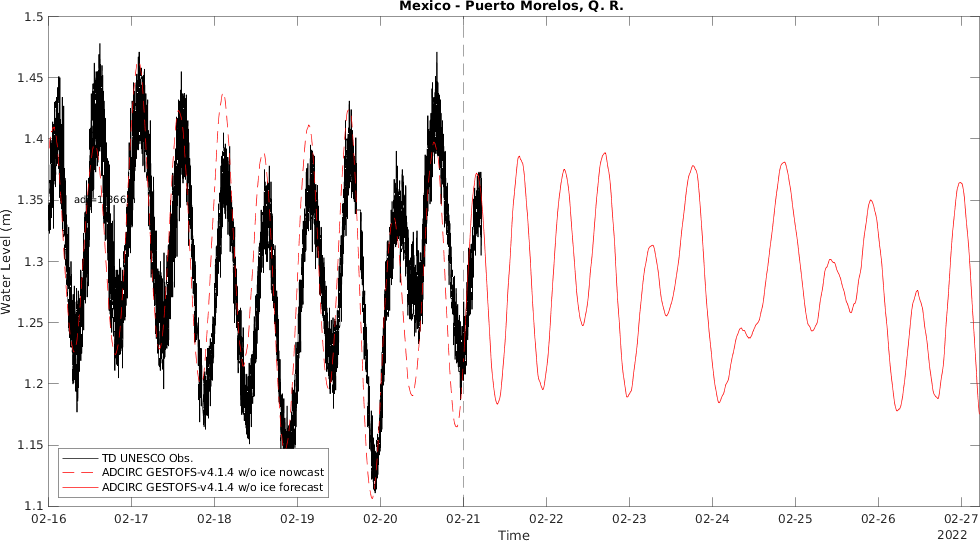 Mexico - Puerto Morelos, Q. R.
1.5
1.45
1.4
1.35
1.3
1.25
1.2
1.15
1.1
Water Level (m)
TD UNESCO Obs.
ADCIRC GESTOFS-v4.1.4 w/o ice nowcast
ADCIRC GESTOFS-v4.1.4 w/o ice forecast
02-16 02-17 02-18 02-19 02-20 02-21 02-22 02-23 02-24 02-25 02-26 02-27
Time
2022